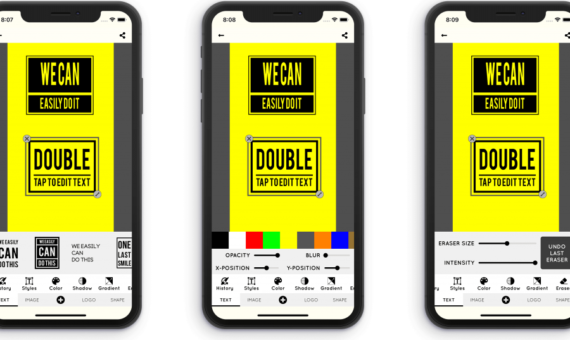 8:07
WE CAN
EASILY DO IT
DOUBLE
TAP TO EDIT TEXT
WE EASILY
CAN
DO THIS
WE EASILY
CAN
DO THIS
WE EASILY
CAN
DO THIS
ONE
LAST
SMILE
Styles
Color
Shadow
Gradient
TEXT
IMAGE
LOGO
SHAPE
8:08
WE CAN
EASILY DO IT
DOUBLE
TAP TO EDIT TEXT
OPACITY
BLUR
X-POSITION
Y-POSITION
History
Styles
Color
Shadow
Gradient
TEXT
IMAGE
LOGO
SHAPE
8:09
WE CAN
EASILY DO IT
DOUBLE
TAP TO EDIT TEXT
ERASER SIZE
INTENSITY
UNDO
LAST
ERASER
Styles
Color
Shadow
Gradient
TEXT
IMAGE
LOGO
SHAPE